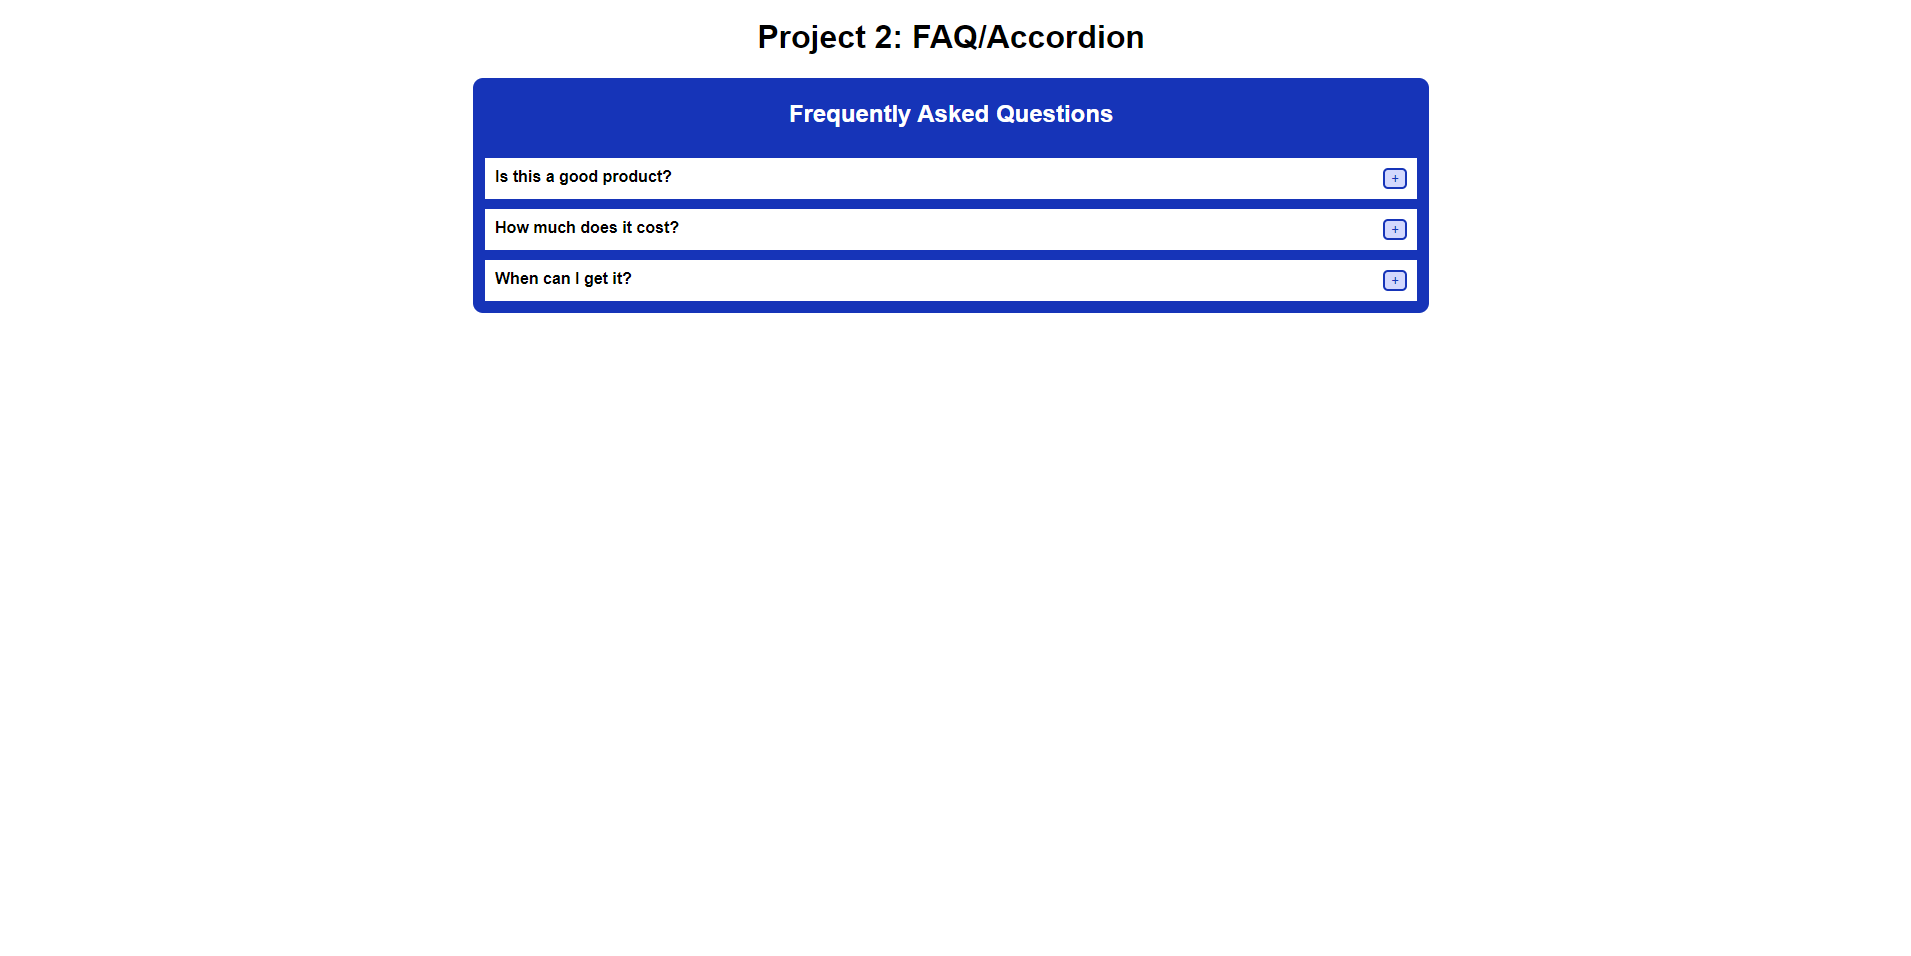 Project 2: FAQ/Accordion
Frequently Asked Questions
Is this a good product? +
How much does it cost? +
When can I get it? +